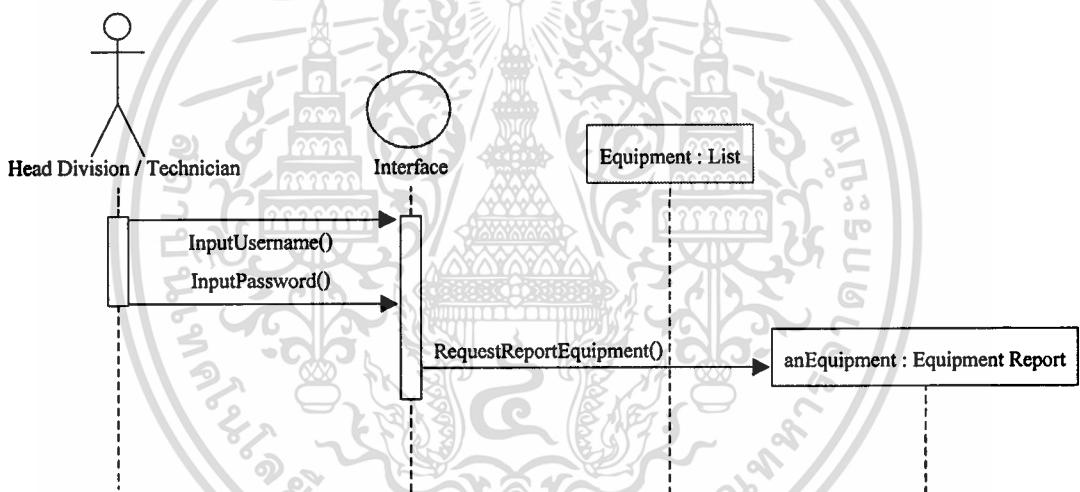 Head Division / Technician
Interface
Equipment : List
InputUsername()
InputPassword()
RequestReportEquipment()
anEquipment : Equipment Report